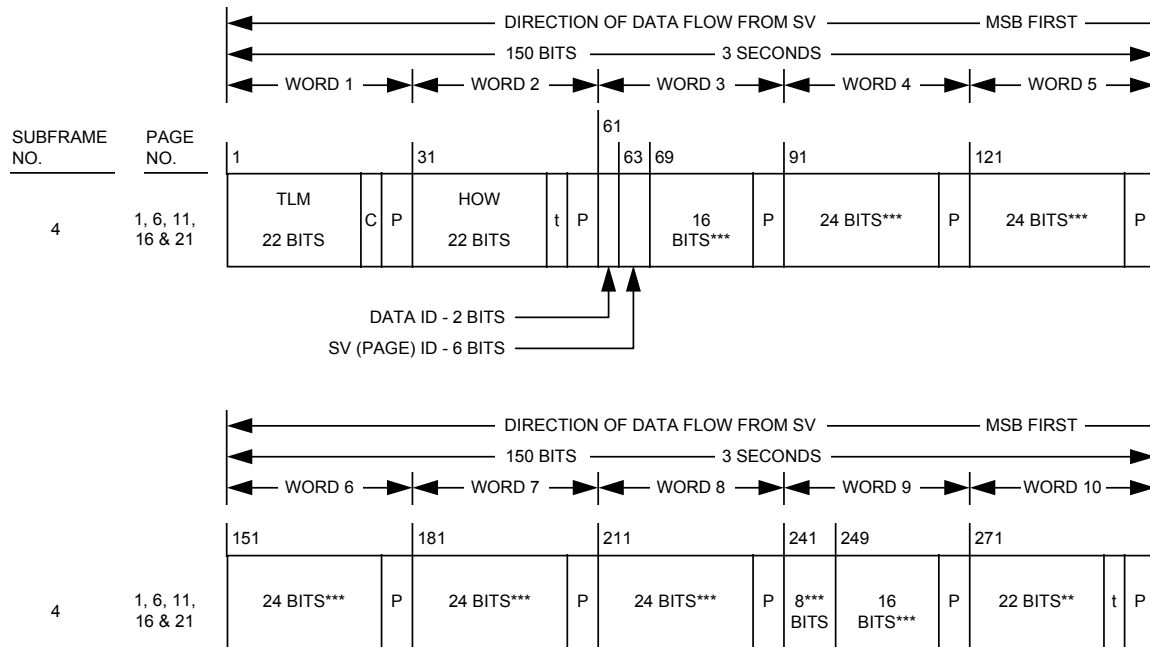 DIRECTION OF DATA FLOW FROM SV MSB FIRST
150 BITS 3 SECONDS
WORD 1 WORD 2 WORD 3 WORD 4 WORD 5
SUBFRAME NO.
PAGE NO.
61
1 31 63 69 91 121
4
1, 6, 11, 16 & 21
TLM
22 BITS
C
P
HOW
22 BITS
t
P
16
BITS***
P
24 BITS***
P
24 BITS***
P
DATA ID - 2 BITS
SV (PAGE) ID - 6 BITS
DIRECTION OF DATA FLOW FROM SV MSB FIRST
150 BITS 3 SECONDS
WORD 6 WORD 7 WORD 8 WORD 9 WORD 10
151 181 211 241 249 271
4
1, 6, 11,
16 & 21
24 BITS***
P
24 BITS***
P
24 BITS***
P
8***
BITS
16
BITS***
P
22 BITS**
t
P